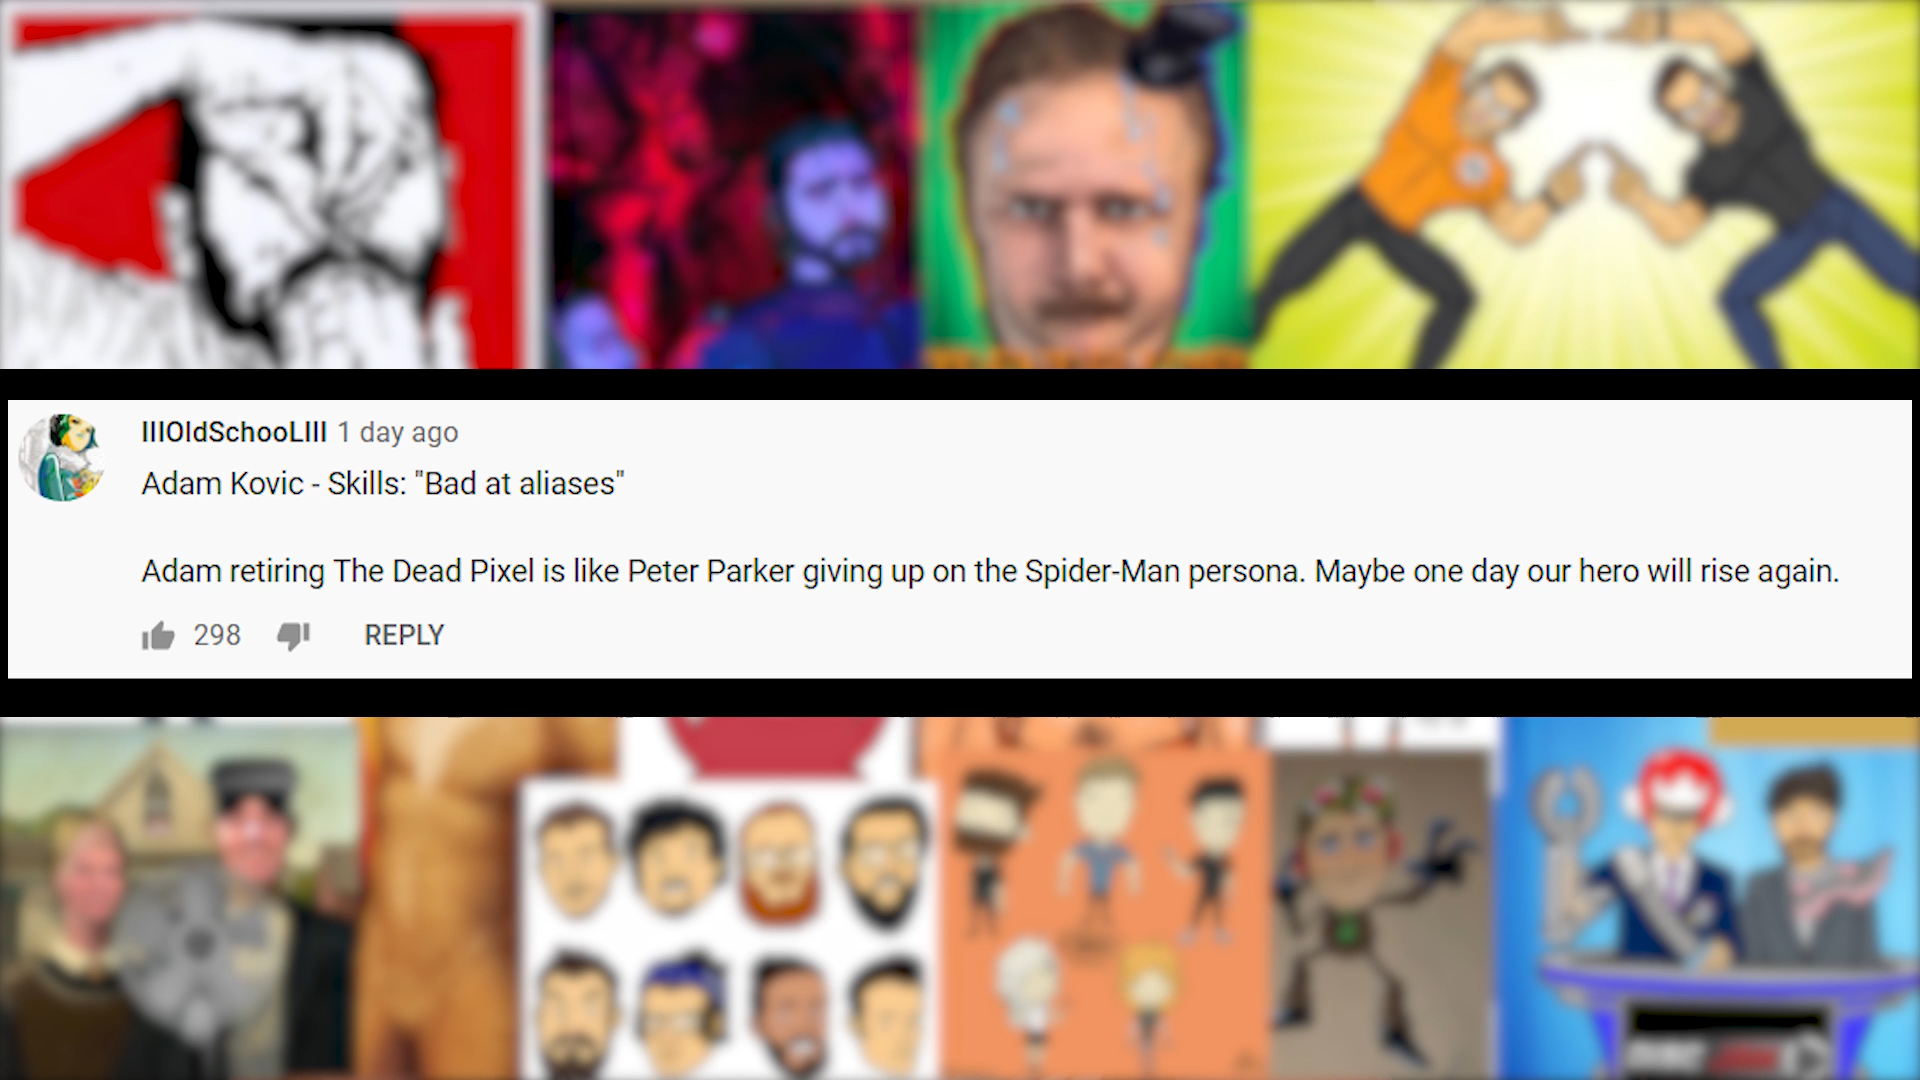 IIIOldSchooLIII 1 day ago
Adam Kovic - Skills: "Bad at aliases"
Adam retiring The Dead Pixel is like Peter Parker giving up on the Spider-Man persona. Maybe one day our hero will rise again.
298 REPLY